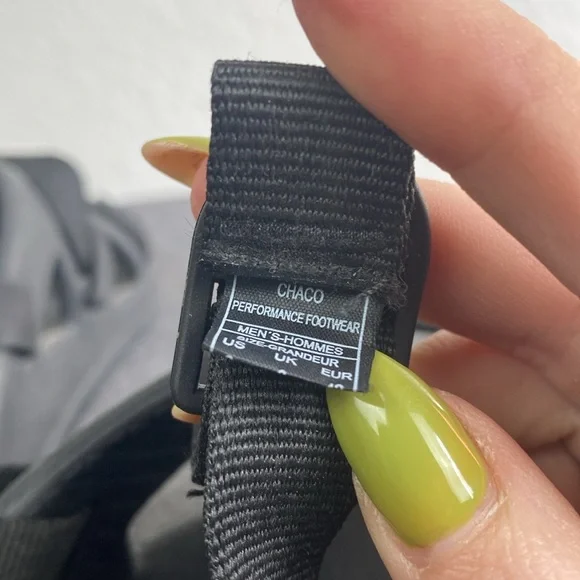 CHACO
PERFORMANCE FOOTWEAR
MEN'S-HOMMES
SIZE-GRANDEUR
US UK EUR